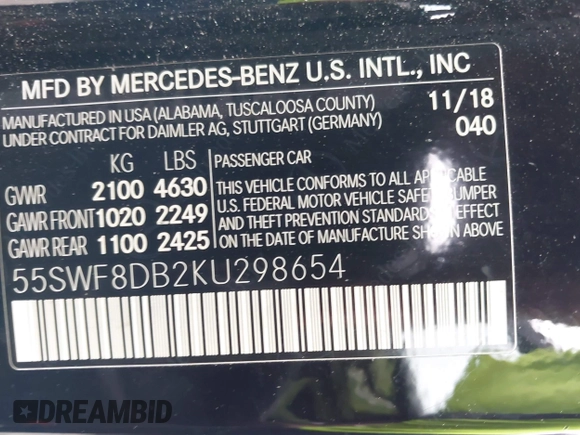 MFD BY MERCEDES-BENZ U.S. INTL., INC
MANUFACTURED IN USA (ALABAMA, TUSCALOOSA COUNTY) 11/18
UNDER CONTRACT FOR DAIMLER AG, STUTTGART (GERMANY) 040
KG LBS PASSENGER CAR
GVWR 2100 4630 THIS VEHICLE CONFORMS TO ALL APPLICABLE
U.S. FEDERAL MOTOR VEHICLE SAFETY, BUMPER
GAWR FRONT 1020 2249 AND THEFT PREVENTION STANDARDS IN EFFECT
GAWR REAR 1100 2425 ON THE DATE OF MANUFACTURE SHOWN ABOVE
55SWF8DB2KU298654
DREAMBID